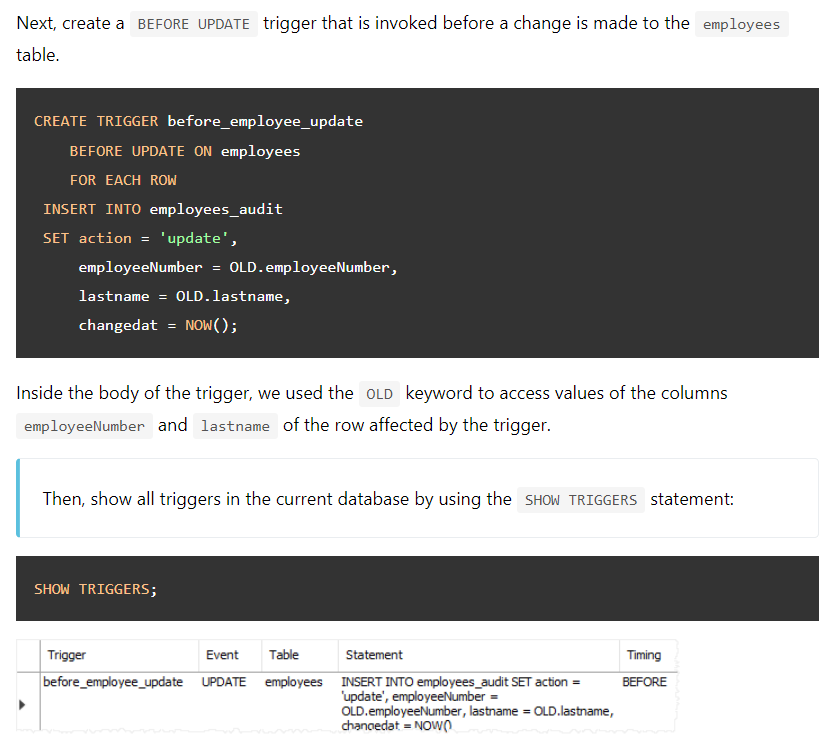 Next, create a BEFORE UPDATE trigger that is invoked before a change is made to the employees
table.
CREATE TRIGGER before_employee_update
BEFORE UPDATE ON employees
FOR EACH ROW
INSERT INTO employees_audit
SET action = 'update',
employeeNumber = OLD.employeeNumber,
lastname = OLD.lastname,
changedat = NOW();
Inside the body of the trigger, we used the OLD keyword to access values of the columns
employeeNumber and lastname of the row affected by the trigger.
Then, show all triggers in the current database by using the SHOW TRIGGERS statement:
SHOW TRIGGERS;
Trigger Event Table Statement Timing
before_employee_update UPDATE employees INSERT INTO employees_audit SET action = BEFORE
'update', employeeNumber =
OLD.employeeNumber, lastname = OLD.lastname,
changedat = NOW()